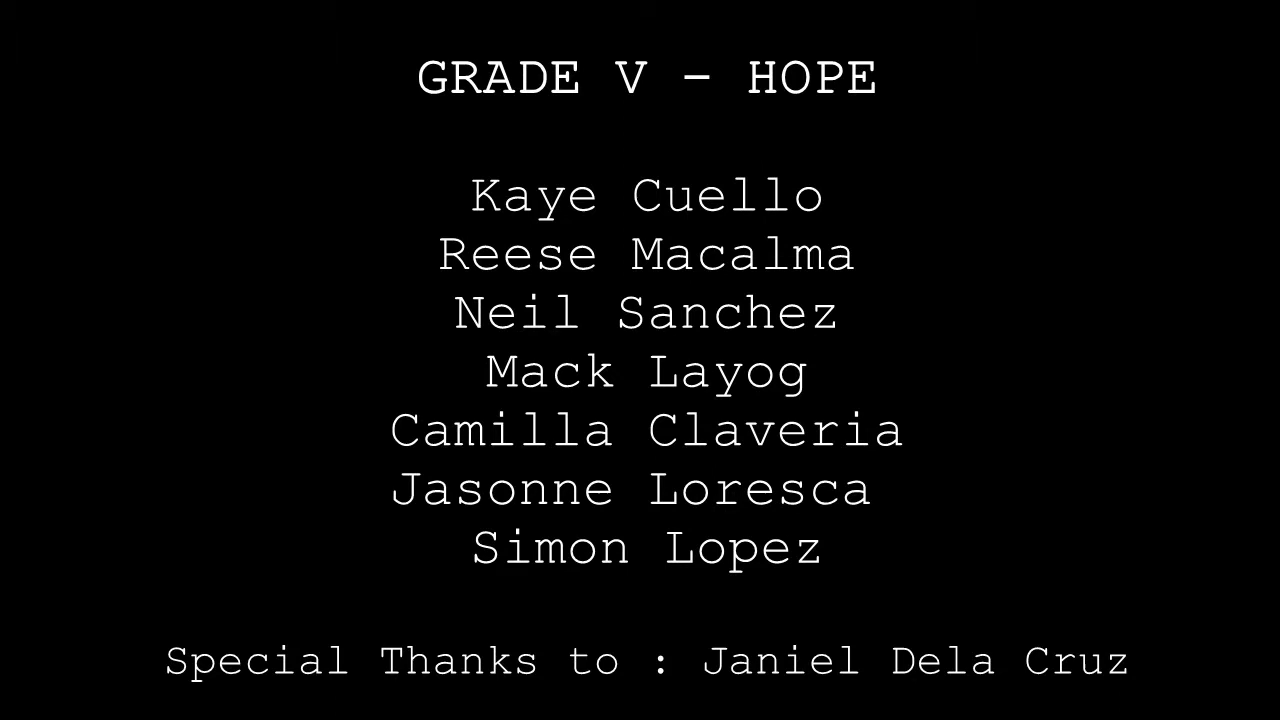 GRADE V - HOPE
Kaye Cuello
Reese Macalma
Neil Sanchez
Mack Layog
Camilla Claveria
Jasonne Loresca
Simon Lopez
Special Thanks to : Janiel Dela Cruz